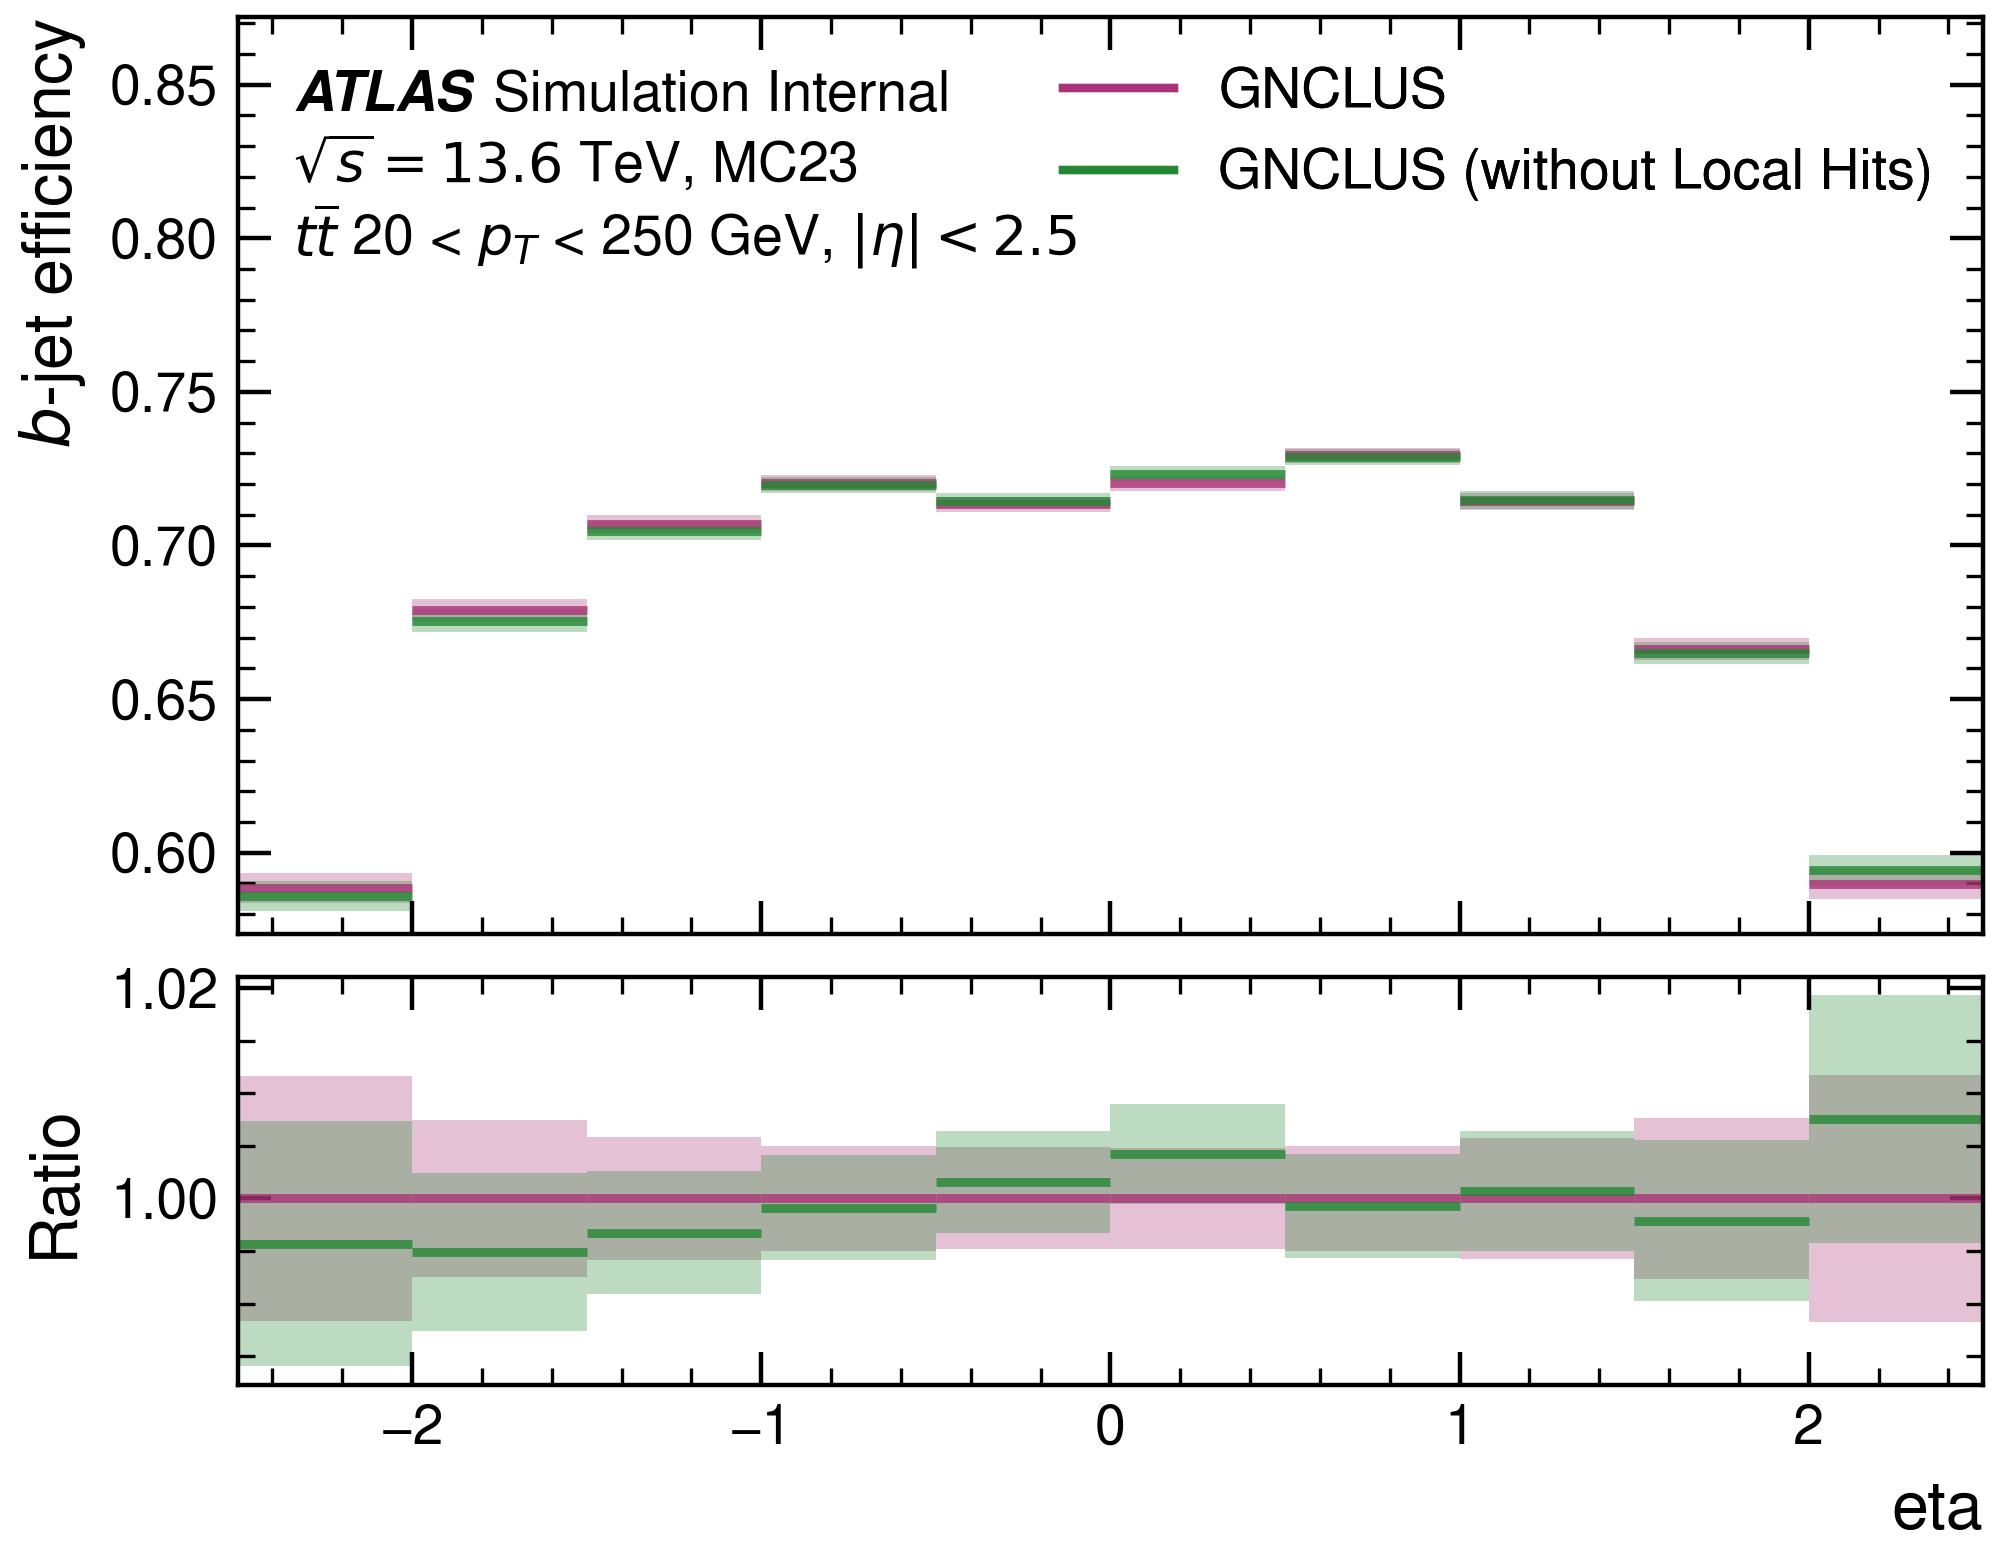 ATLAS Simulation Internal
√s = 13.6 TeV, MC23
tt̄ 20 < p_T < 250 GeV, |η| < 2.5
GNCLUS
GNCLUS (without Local Hits)
b-jet efficiency
0.85
0.80
0.75
0.70
0.65
0.60
Ratio
1.02
1.00
−2
−1
0
1
2
eta